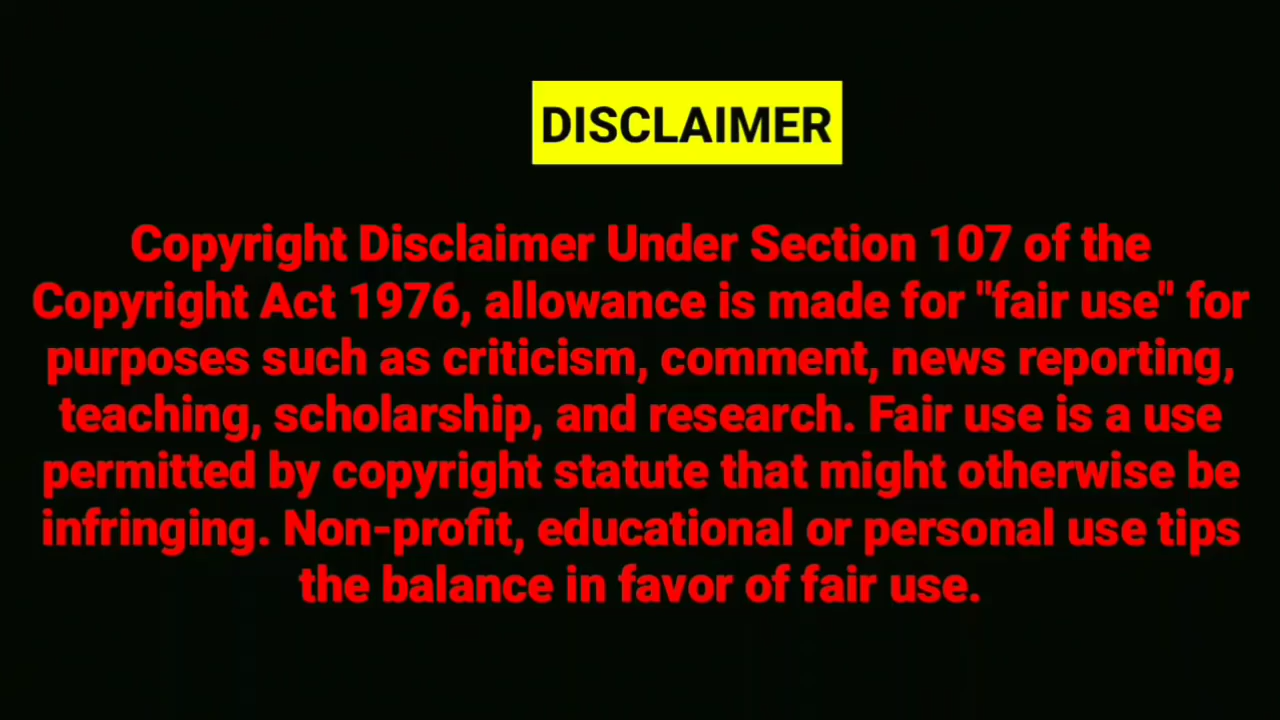 DISCLAIMER
Copyright Disclaimer Under Section 107 of the
Copyright Act 1976, allowance is made for "fair use" for
purposes such as criticism, comment, news reporting,
teaching, scholarship, and research. Fair use is a use
permitted by copyright statute that might otherwise be
infringing. Non-profit, educational or personal use tips
the balance in favor of fair use.